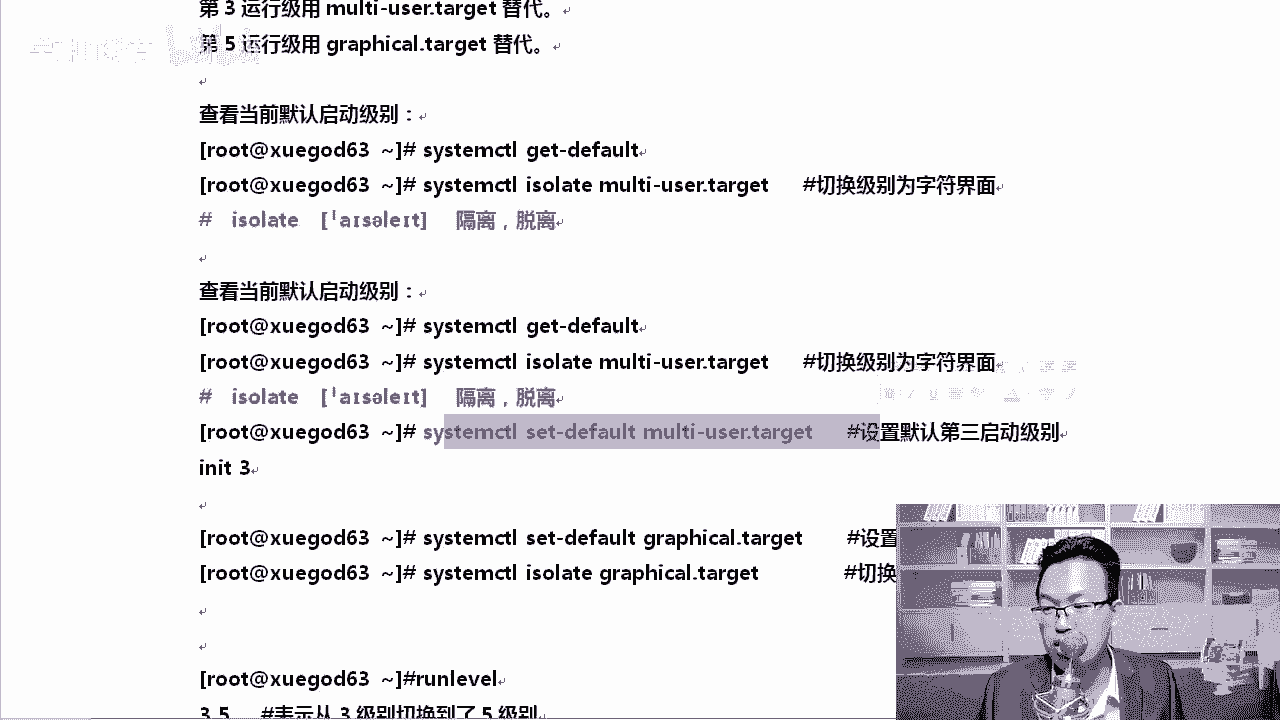 第 3 运行级用 multi-user.target 替代。
第 5 运行级用 graphical.target 替代。
查看当前默认启动级别：
[root@xuegod63 ~]# systemctl get-default
[root@xuegod63 ~]# systemctl isolate multi-user.target #切换级别为字符界面
# isolate [ˈaɪsəleɪt] 隔离，脱离
查看当前默认启动级别：
[root@xuegod63 ~]# systemctl get-default
[root@xuegod63 ~]# systemctl isolate multi-user.target #切换级别为字符界面
# isolate [ˈaɪsəleɪt] 隔离，脱离
[root@xuegod63 ~]# systemctl set-default multi-user.target #设置默认第三启动级别
init 3
[root@xuegod63 ~]# systemctl set-default graphical.target #设置
[root@xuegod63 ~]# systemctl isolate graphical.target #切换
[root@xuegod63 ~]#runlevel
3 5 #表示从 3 级别切换到了 5 级别